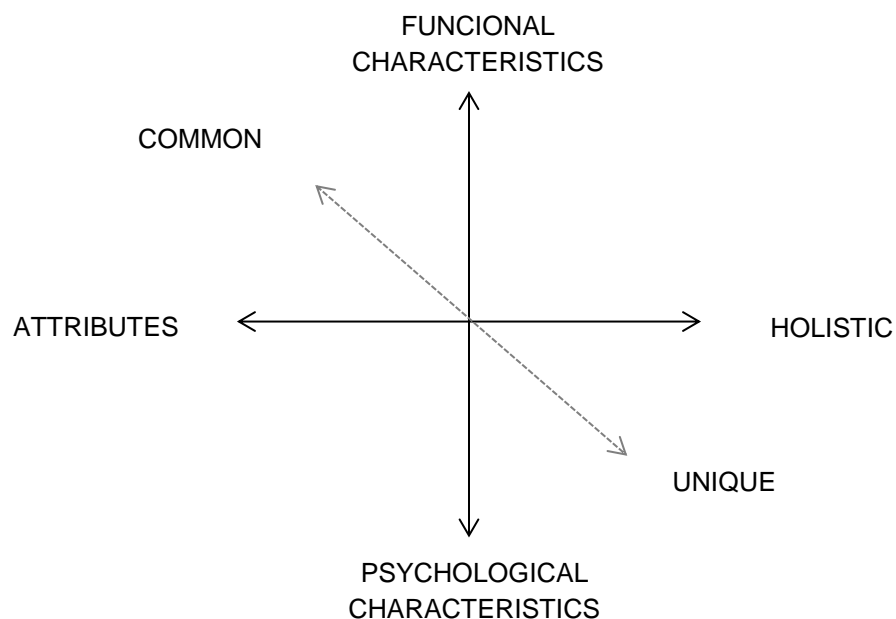 FUNCIONAL
CHARACTERISTICS
COMMON
ATTRIBUTES
HOLISTIC
UNIQUE
PSYCHOLOGICAL
CHARACTERISTICS